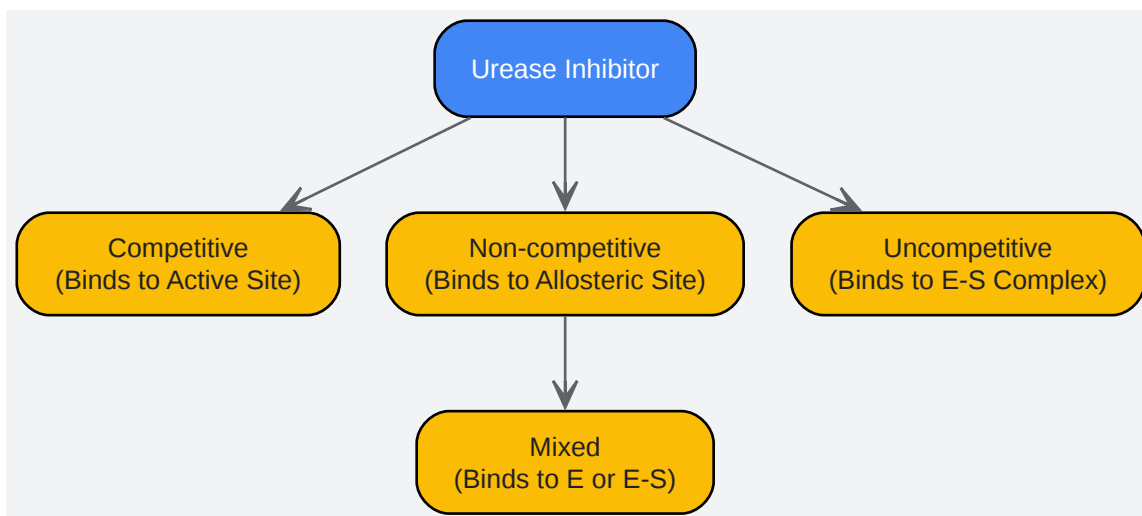 Urease Inhibitor
Competitive
(Binds to Active Site)
Non-competitive
(Binds to Allosteric Site)
Uncompetitive
(Binds to E-S Complex)
Mixed
(Binds to E or E-S)